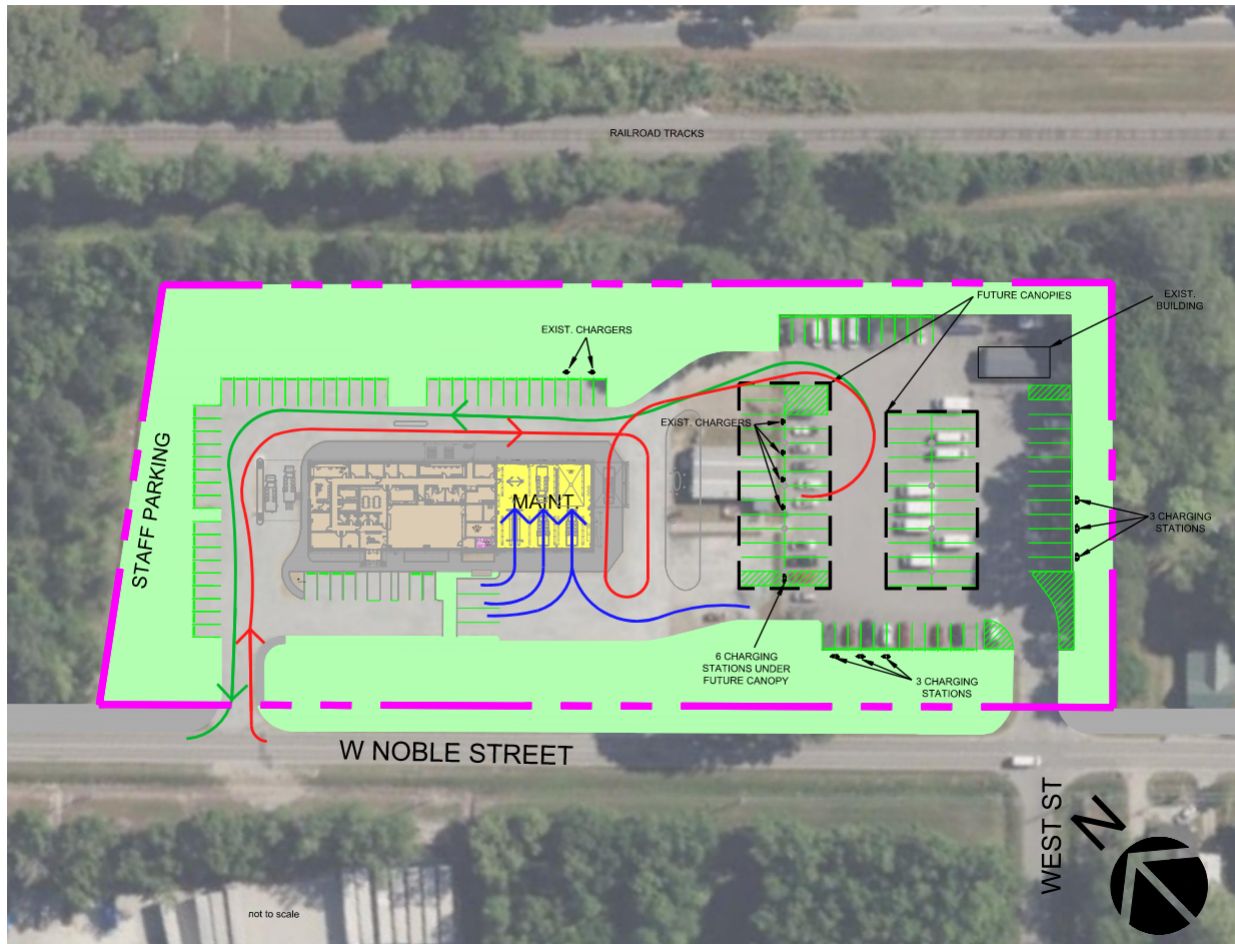 RAILROAD TRACKS
FUTURE CANOPIES
EXIST.
BUILDING
EXIST. CHARGERS
EXIST. CHARGERS
STAFF PARKING
MAINT.
3 CHARGING
STATIONS
6 CHARGING
STATIONS UNDER
FUTURE CANOPY
3 CHARGING
STATIONS
W NOBLE STREET
WEST ST
N
not to scale